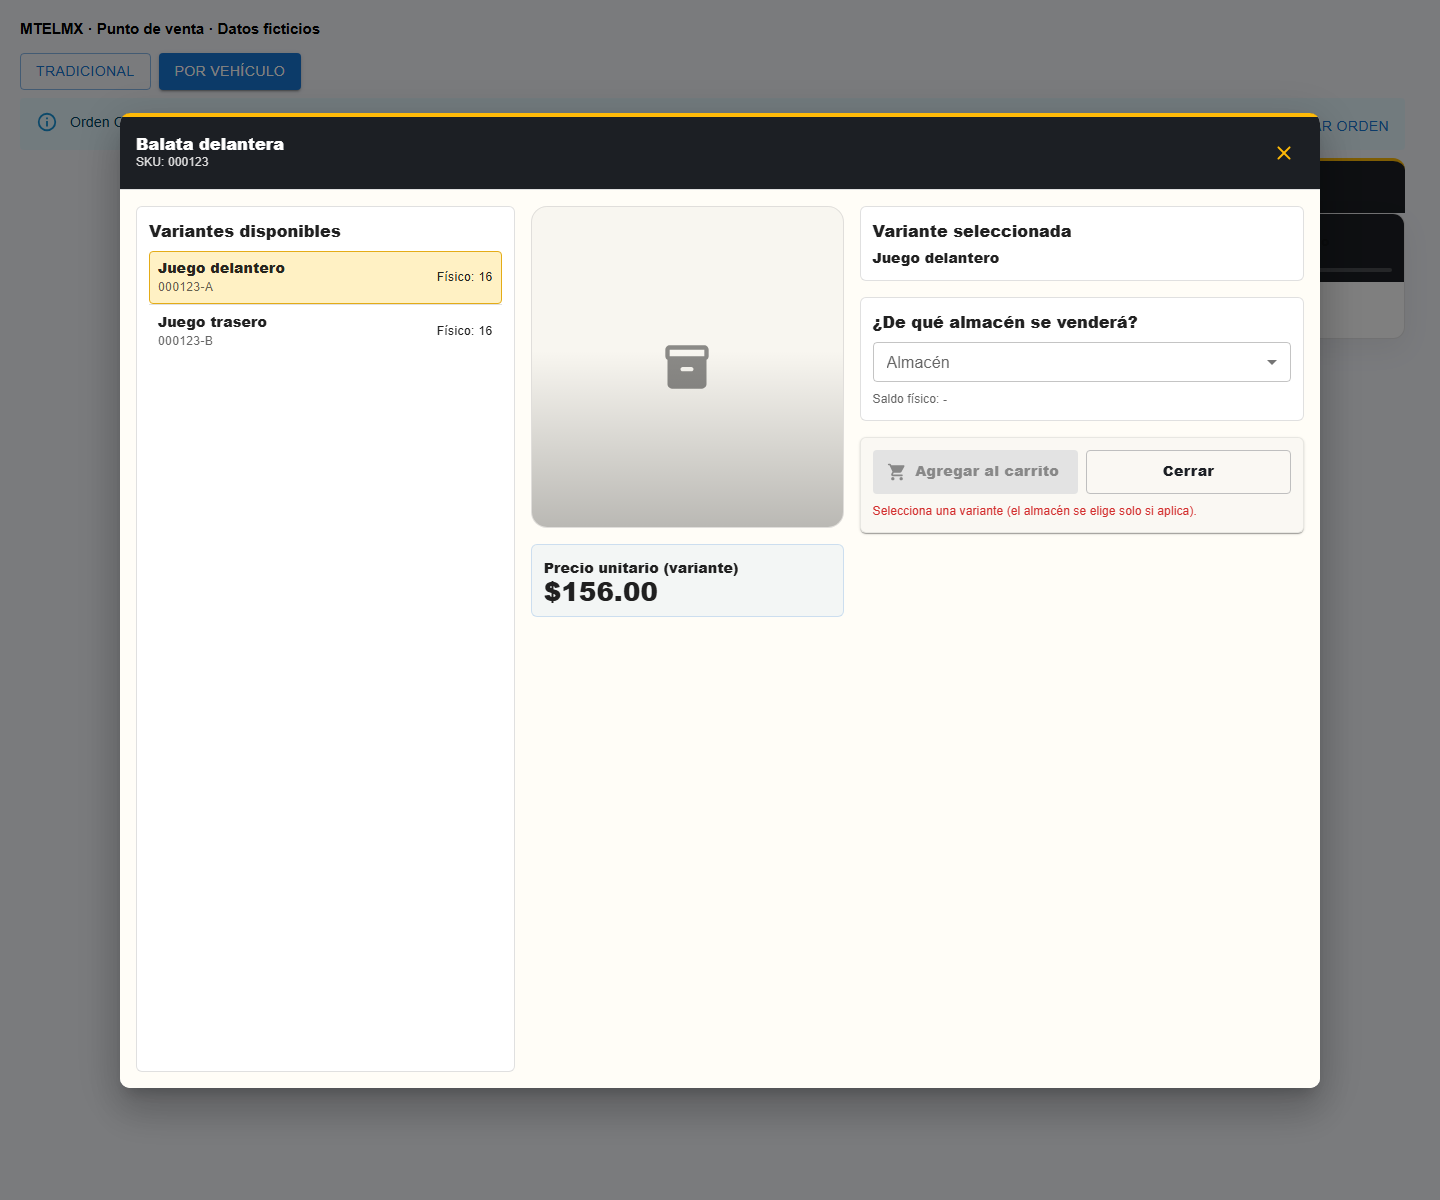 MTELMX · Punto de venta · Datos ficticios
TRADICIONAL
POR VEHÍCULO
Orden
AR ORDEN
Balata delantera
SKU: 000123
Variantes disponibles
Juego delantero
000123-A
Físico: 16
Juego trasero
000123-B
Físico: 16
Precio unitario (variante)
$156.00
Variante seleccionada
Juego delantero
¿De qué almacén se venderá?
Almacén
Saldo físico: -
Agregar al carrito
Cerrar
Selecciona una variante (el almacén se elige solo si aplica).